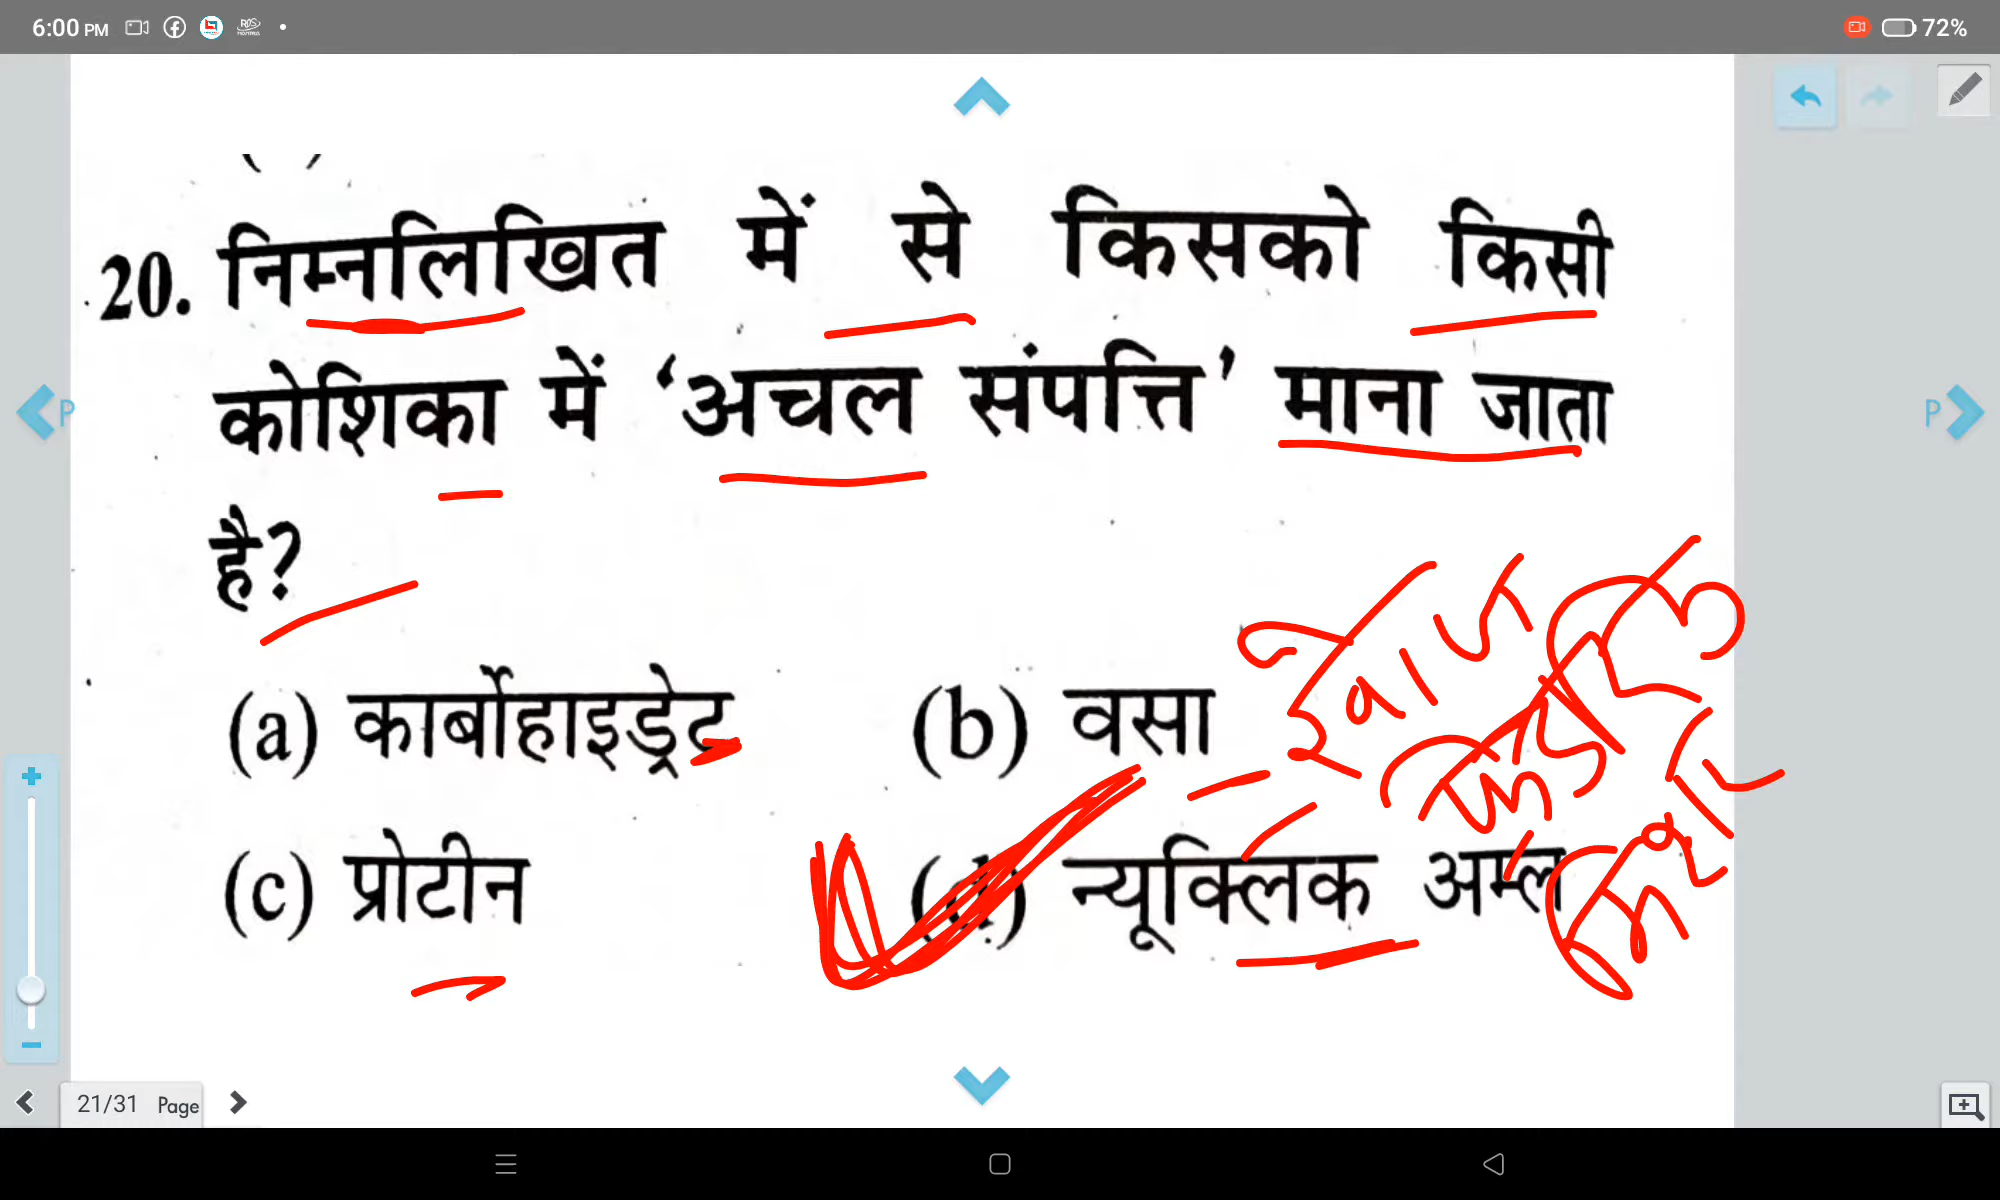 6:00 PM
72%
20. निम्नलिखित में से किसको किसी
कोशिका में ‘अचल संपत्ति’ माना जाता
है?
(a) कार्बोहाइड्रेट (b) वसा
(c) प्रोटीन (d) न्यूक्लिक अम्ल
P
P
21/31 Page